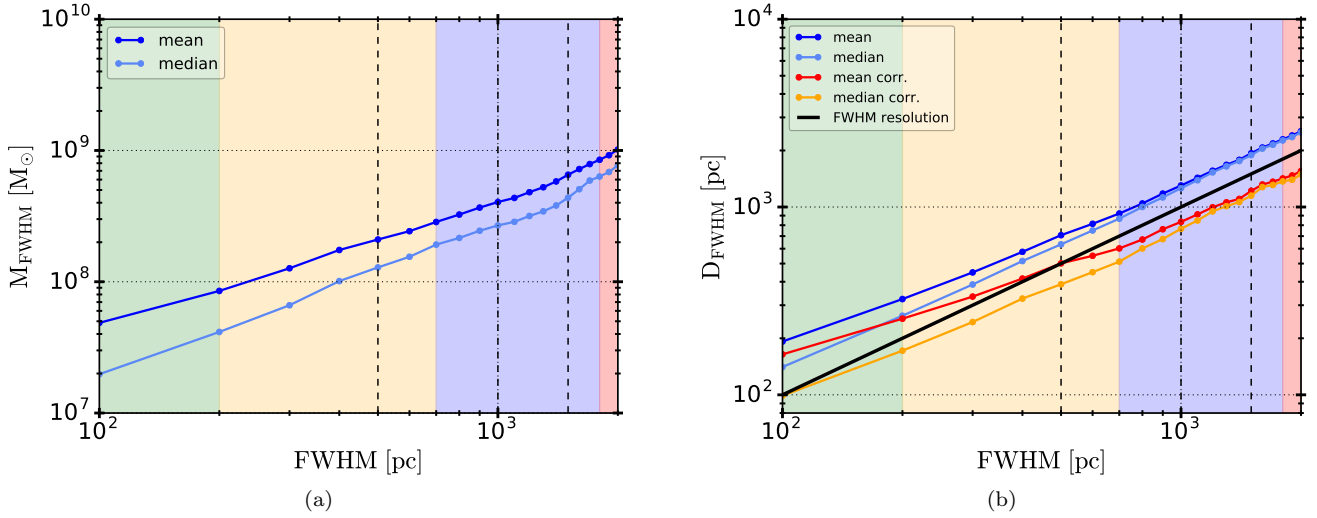 10^10
10^9
10^8
10^7
M_FWHM [M_⊙]
mean
median
10^2
10^3
FWHM [pc]
(a)
10^4
10^3
10^2
D_FWHM [pc]
mean
median
mean corr.
median corr.
FWHM resolution
10^2
10^3
FWHM [pc]
(b)